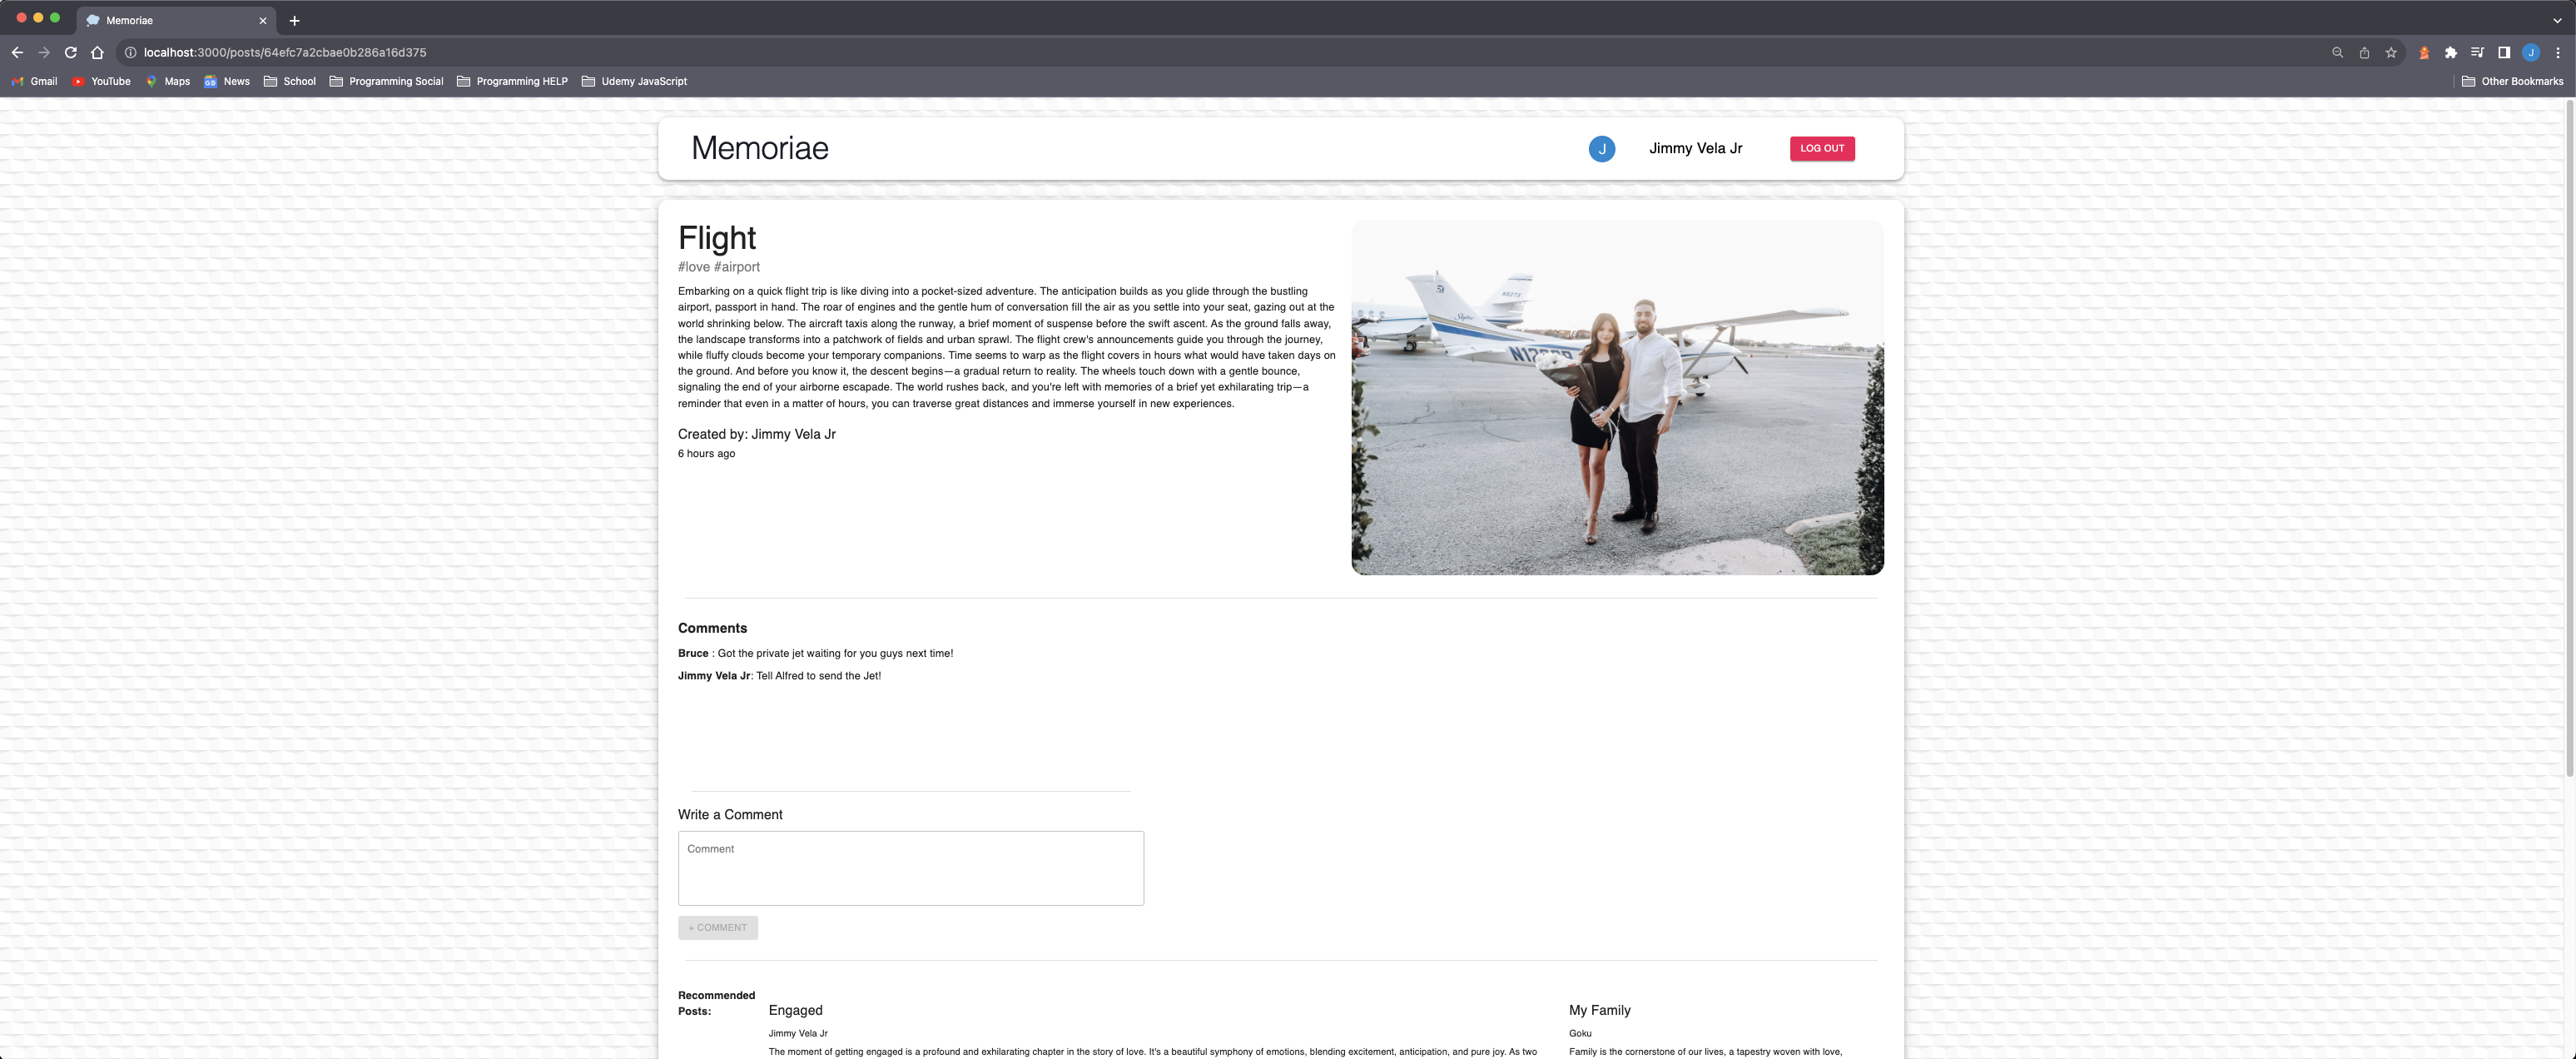 Memoriae
localhost:3000/posts/64efc7a2cbae0b286a16d375
J
Gmail YouTube Maps News School Programming Social Programming HELP Udemy JavaScript Other Bookmarks
Memoriae
J Jimmy Vela Jr LOG OUT
Flight
#love #airport
Embarking on a quick flight trip is like diving into a pocket-sized adventure. The anticipation builds as you glide through the bustling
airport, passport in hand. The roar of engines and the gentle hum of conversation fill the air as you settle into your seat, gazing out at the
world shrinking below. The aircraft taxis along the runway, a brief moment of suspense before the swift ascent. As the ground falls away,
the landscape transforms into a patchwork of fields and urban sprawl. The flight crew's announcements guide you through the journey,
while fluffy clouds become your temporary companions. Time seems to warp as the flight covers in hours what would have taken days on
the ground. And before you know it, the descent begins—a gradual return to reality. The wheels touch down with a gentle bounce,
signaling the end of your airborne escapade. The world rushes back, and you're left with memories of a brief yet exhilarating trip—a
reminder that even in a matter of hours, you can traverse great distances and immerse yourself in new experiences.
Created by: Jimmy Vela Jr
6 hours ago
Comments
Bruce : Got the private jet waiting for you guys next time!
Jimmy Vela Jr: Tell Alfred to send the Jet!
Write a Comment
Comment
+ COMMENT
Recommended
Posts:
Engaged
Jimmy Vela Jr
The moment of getting engaged is a profound and exhilarating chapter in the story of love. It's a beautiful symphony of emotions, blending excitement, anticipation, and pure joy. As two
My Family
Goku
Family is the cornerstone of our lives, a tapestry woven with love,